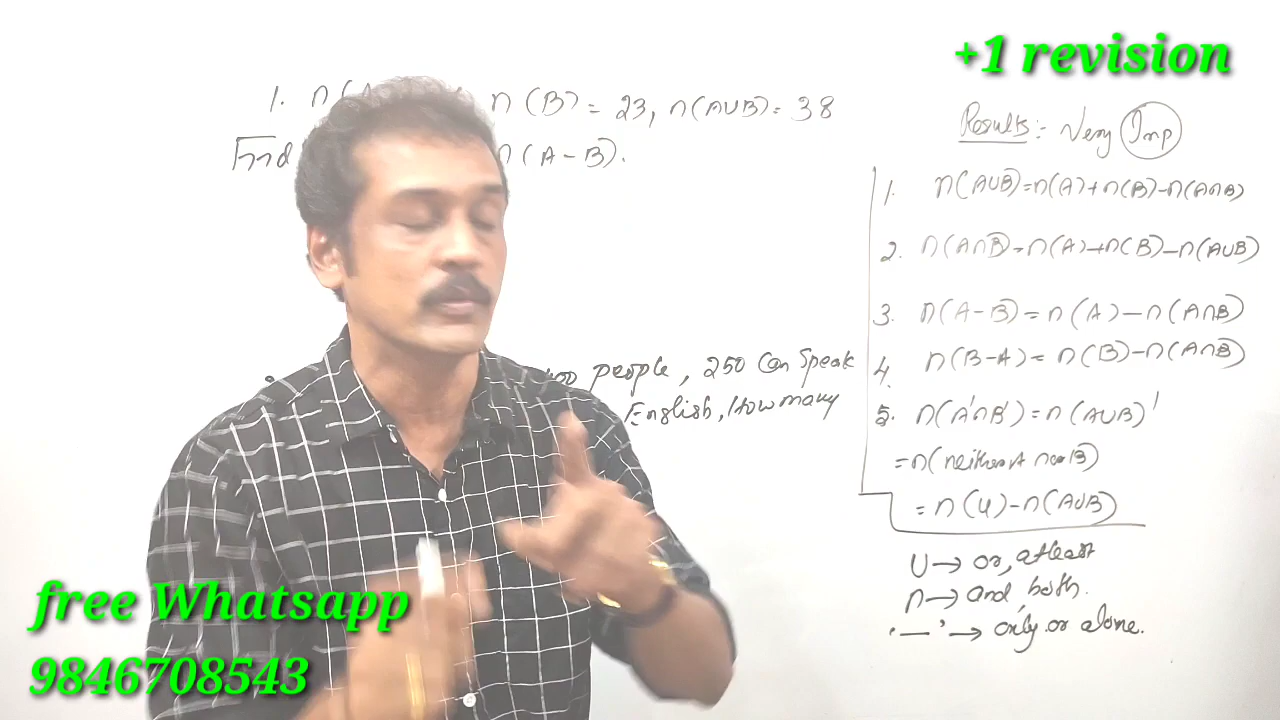 +1 revision
1. n(A n(B) = 23, n(A∪B) = 38
Find n(A-B).
people, 250 Can Speak
English, How many
Results:- Very Imp
1. n(A∪B)=n(A)+n(B)-n(A∩B)
2. n(A∩B)=n(A)+n(B)-n(A∪B)
3. n(A-B) = n(A) - n(A∩B)
4. n(B-A) = n(B)-n(A∩B)
5. n(A'∩B') = n(A∪B)'
=n(neither A nor B)
= n(U)-n(A∪B)
U→ or, atleast
∩→ and, both.
'—' → only or alone.
free Whatsapp
9846708543